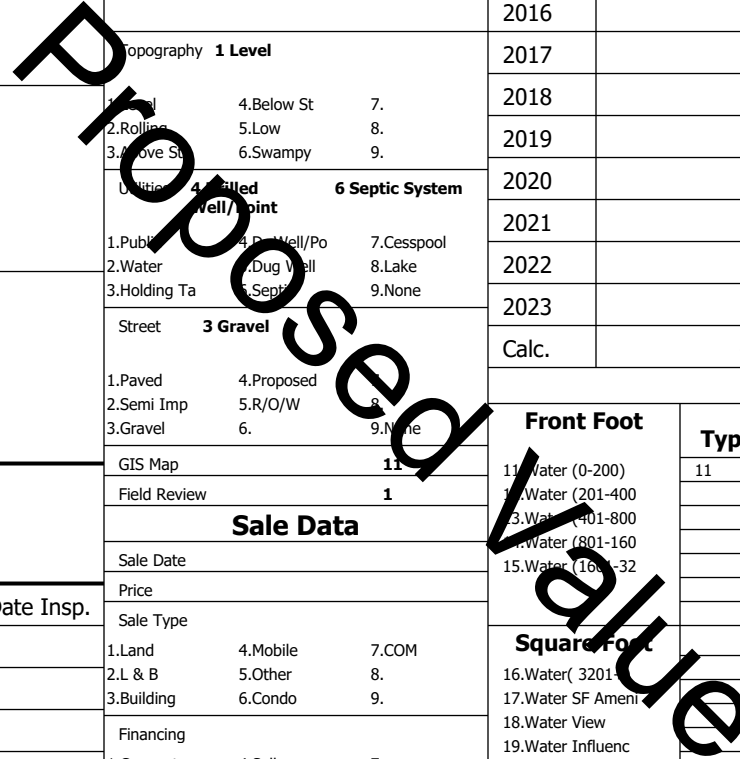 Topography 1 Level
4.Below St 7.
2.Rolling 5.Low 8.
3.Above St 6.Swampy 9.
Utilities 4 Drilled Well/Point 6 Septic System
4.Dr Well/Po 7.Cesspool
2.Water 5.Dug Well 8.Lake
3.Holding Ta 6.Septic 9.None
Street 3 Gravel
1.Paved 4.Proposed
2.Semi Imp 5.R/O/W 8.
3.Gravel 6. 9.None
GIS Map 11
Field Review 1
Sale Data
Sale Date
Price
Sale Type
1.Land 4.Mobile 7.COM
2.L & B 5.Other 8.
3.Building 6.Condo 9.
Financing
Date Insp.
2016
2017
2018
2019
2020
2021
2022
2023
Calc.
Front Foot
Typ
11.Water (0-200) 11
12.Water (201-400
13.Water (401-800
14.Water (801-160
15.Water (1601-32
Square Foot
16.Water( 3201-
17.Water SF Ameni
18.Water View
19.Water Influenc
Proposed Value